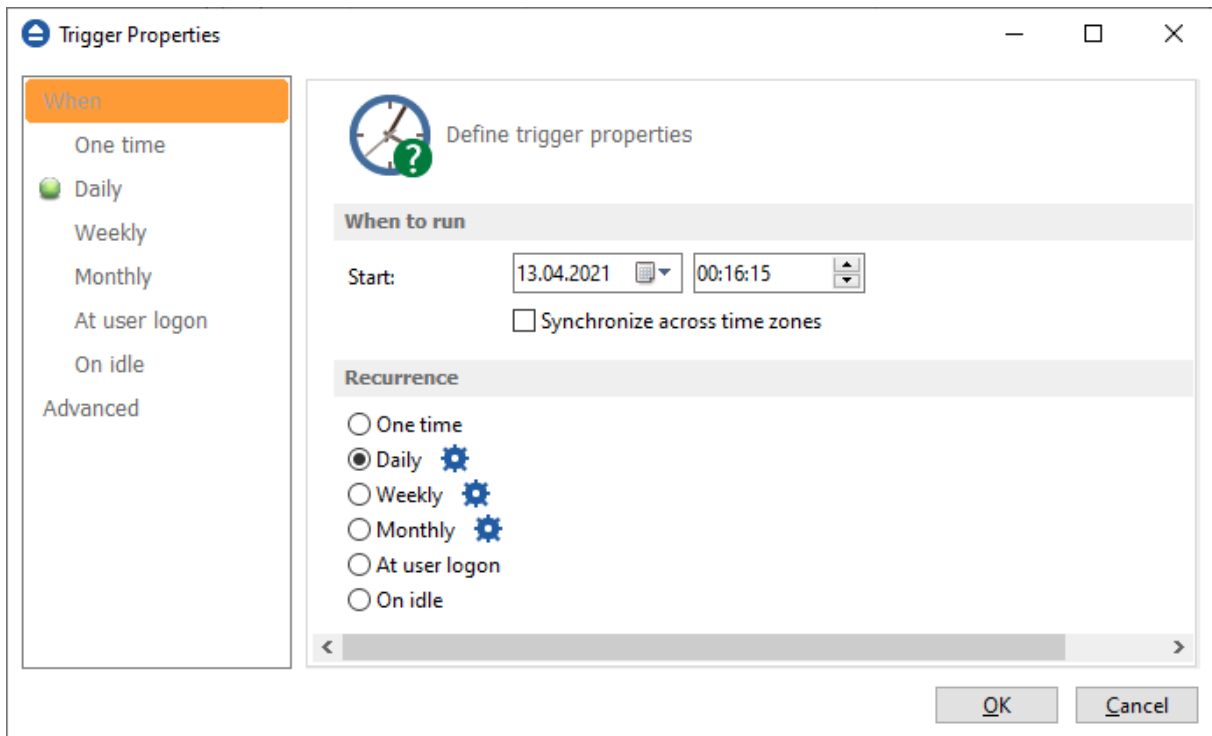 Trigger Properties
When
One time
Daily
Weekly
Monthly
At user logon
On idle
Advanced
?
Define trigger properties
When to run
Start: 13.04.2021 00:16:15
Synchronize across time zones
Recurrence
One time
Daily
Weekly
Monthly
At user logon
On idle
OK Cancel